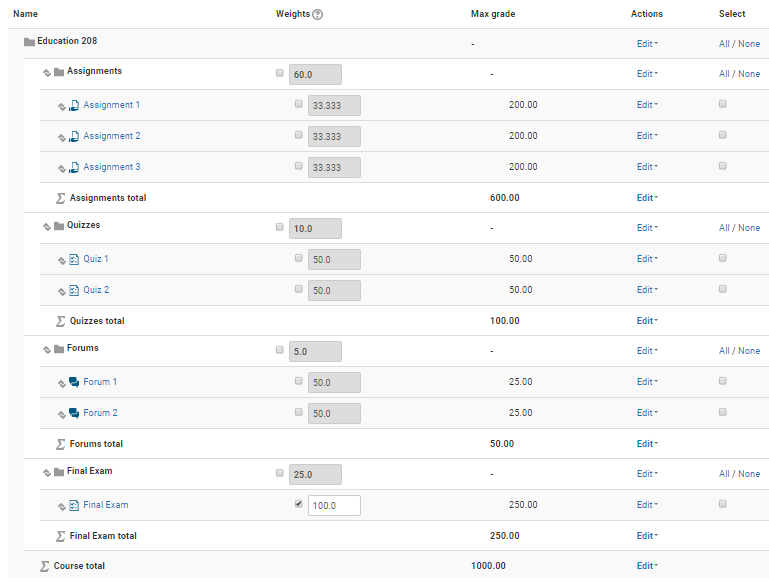 Name Weights Max grade Actions Select
Education 208 - Edit All / None
Assignments 60.0 - Edit All / None
Assignment 1 33.333 200.00 Edit
Assignment 2 33.333 200.00 Edit
Assignment 3 33.333 200.00 Edit
Σ Assignments total 600.00 Edit
Quizzes 10.0 - Edit All / None
Quiz 1 50.0 50.00 Edit
Quiz 2 50.0 50.00 Edit
Σ Quizzes total 100.00 Edit
Forums 5.0 - Edit All / None
Forum 1 50.0 25.00 Edit
Forum 2 50.0 25.00 Edit
Σ Forums total 50.00 Edit
Final Exam 25.0 - Edit All / None
Final Exam 100.0 250.00 Edit
Σ Final Exam total 250.00 Edit
Σ Course total 1000.00 Edit